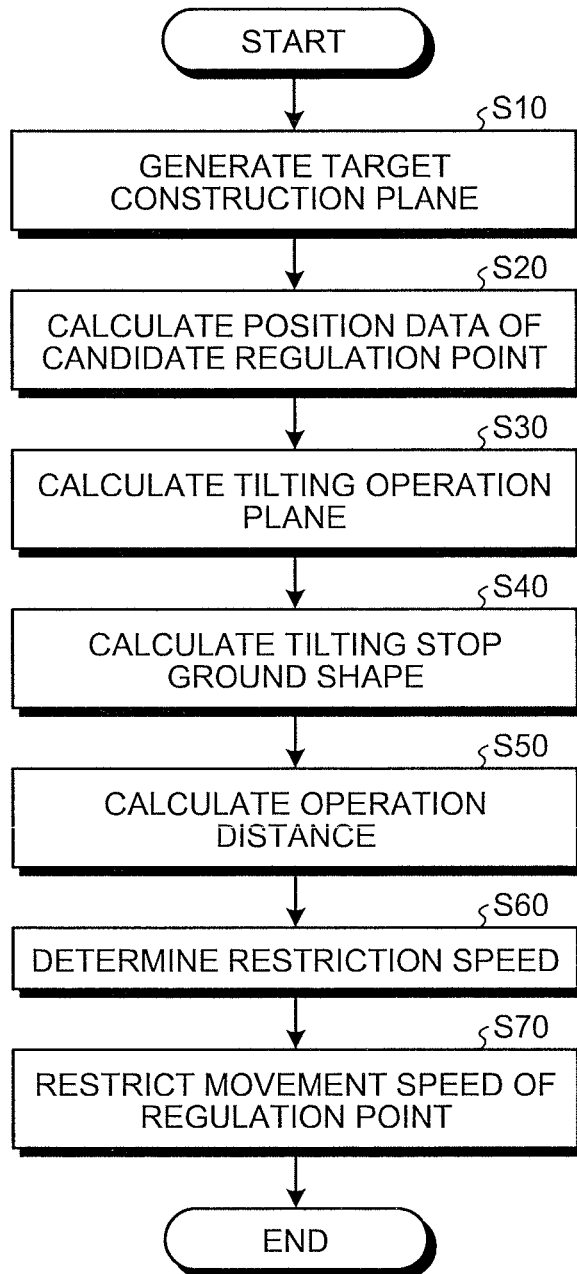 START
S10
GENERATE TARGET
CONSTRUCTION PLANE
S20
CALCULATE POSITION DATA OF
CANDIDATE REGULATION POINT
S30
CALCULATE TILTING OPERATION
PLANE
S40
CALCULATE TILTING STOP
GROUND SHAPE
S50
CALCULATE OPERATION
DISTANCE
S60
DETERMINE RESTRICTION SPEED
S70
RESTRICT MOVEMENT SPEED OF
REGULATION POINT
END